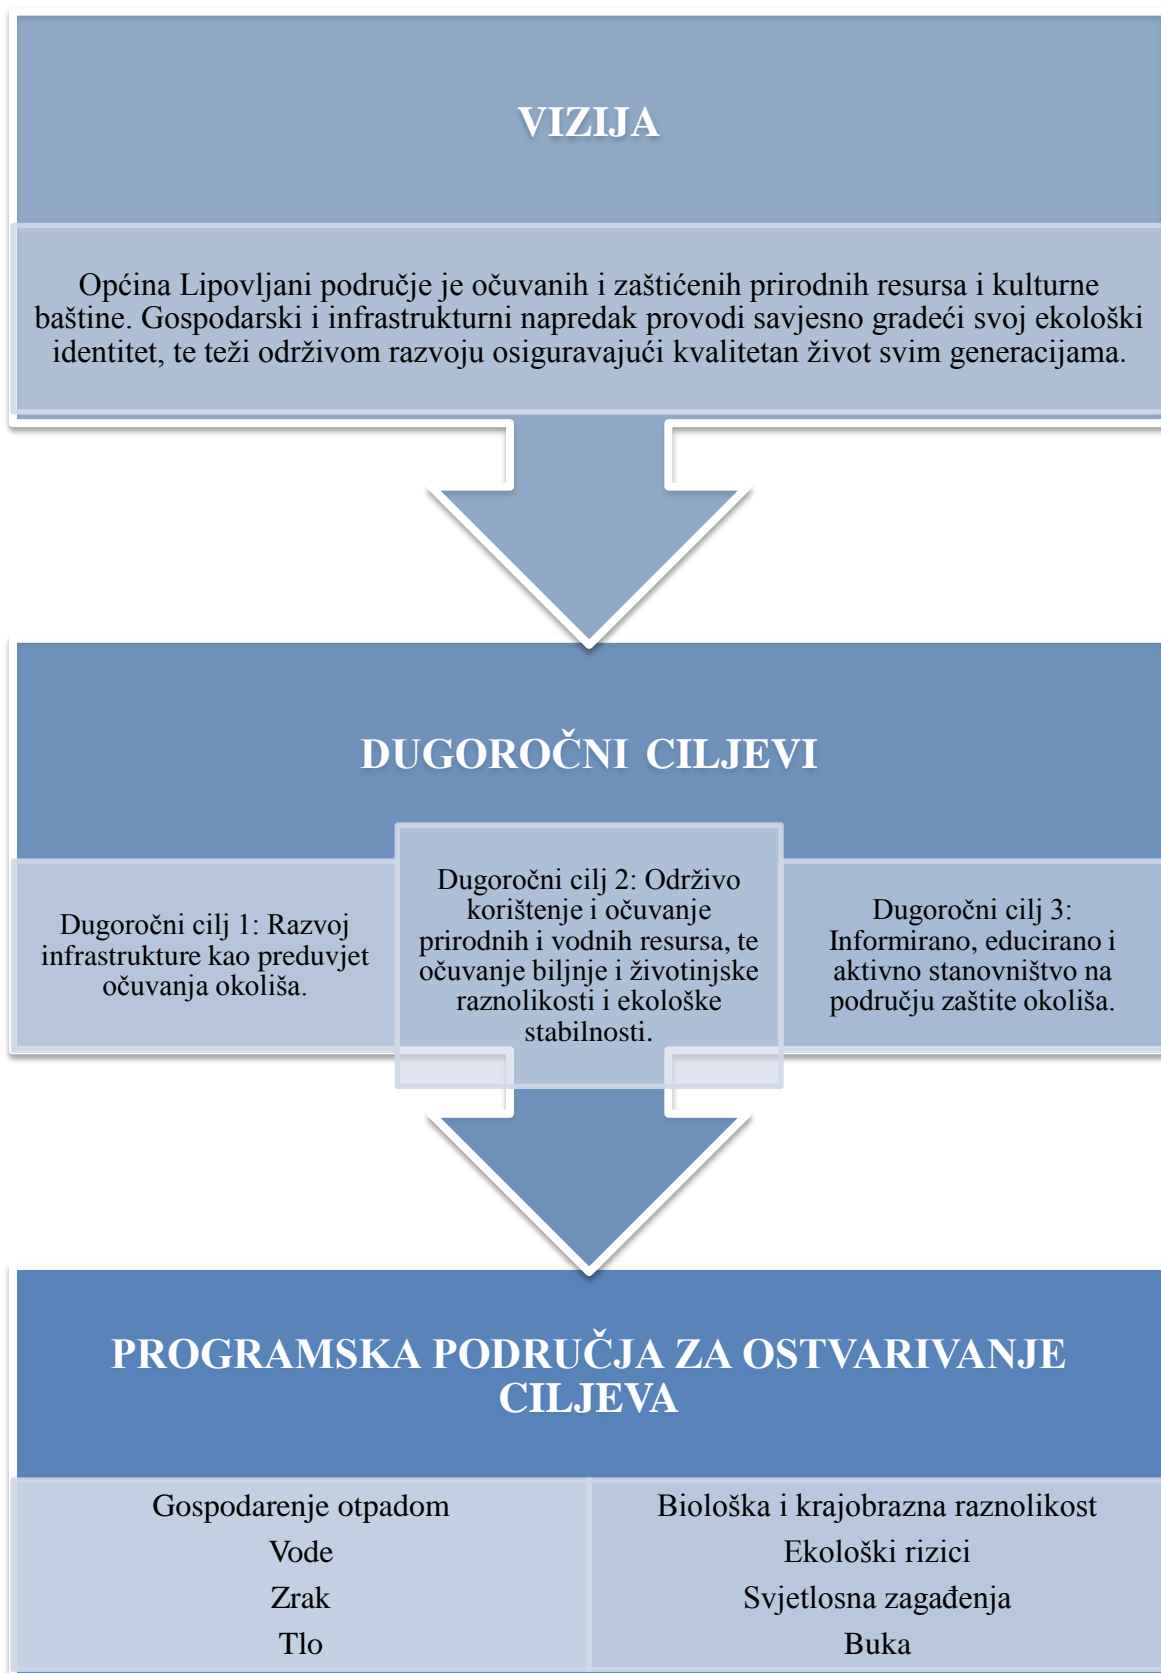 VIZIJA
Općina Lipovljani područje je očuvanih i zaštićenih prirodnih resursa i kulturne
baštine. Gospodarski i infrastrukturni napredak provodi savjesno gradeći svoj ekološki
identitet, te teži održivom razvoju osiguravajući kvalitetan život svim generacijama.
DUGOROČNI CILJEVI
Dugoročni cilj 1: Razvoj
infrastrukture kao preduvjet
očuvanja okoliša.
Dugoročni cilj 2: Održivo
korištenje i očuvanje
prirodnih i vodnih resursa, te
očuvanje biljnje i životinjske
raznolikosti i ekološke
stabilnosti.
Dugoročni cilj 3:
Informirano, educirano i
aktivno stanovništvo na
području zaštite okoliša.
PROGRAMSKA PODRUČJA ZA OSTVARIVANJE
CILJEVA
Gospodarenje otpadom
Vode
Zrak
Tlo
Biološka i krajobrazna raznolikost
Ekološki rizici
Svjetlosna zagađenja
Buka